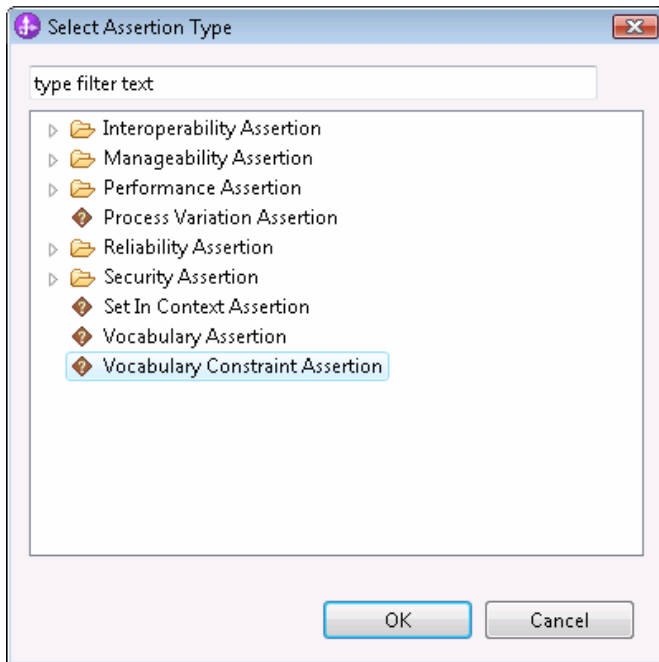 Select Assertion Type
type filter text
Interoperability Assertion
Manageability Assertion
Performance Assertion
Process Variation Assertion
Reliability Assertion
Security Assertion
Set In Context Assertion
Vocabulary Assertion
Vocabulary Constraint Assertion
OK Cancel